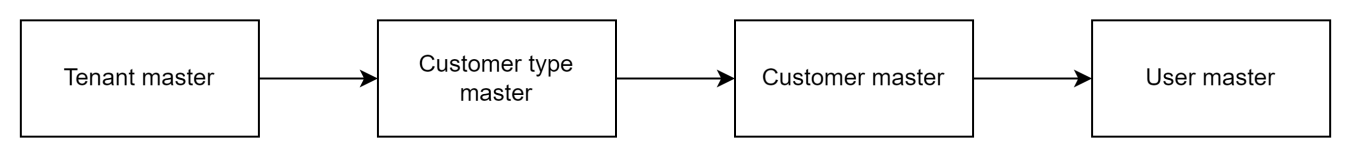 Tenant master
Customer type
master
Customer master
User master